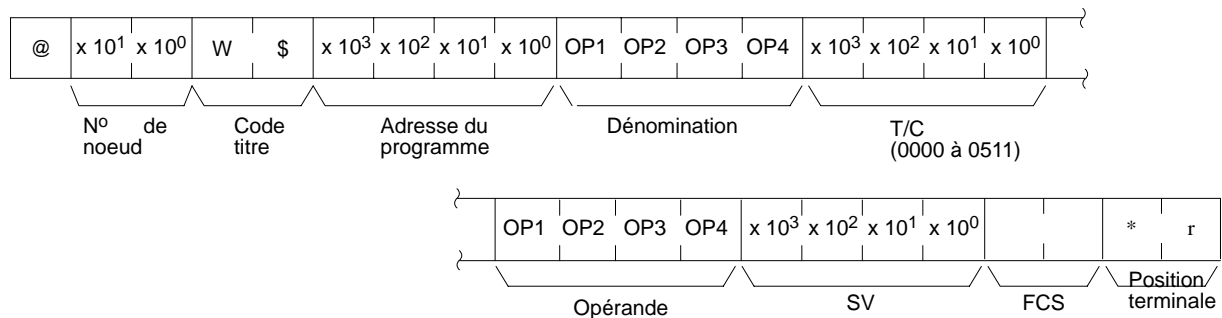 @ x 10¹ x 10⁰ W $ x 10³ x 10² x 10¹ x 10⁰ OP1 OP2 OP3 OP4 x 10³ x 10² x 10¹ x 10⁰
Nº de noeud
Code titre
Adresse du programme
Dénomination
T/C
(0000 à 0511)
OP1 OP2 OP3 OP4 x 10³ x 10² x 10¹ x 10⁰ * r
Opérande
SV
FCS
Position terminale